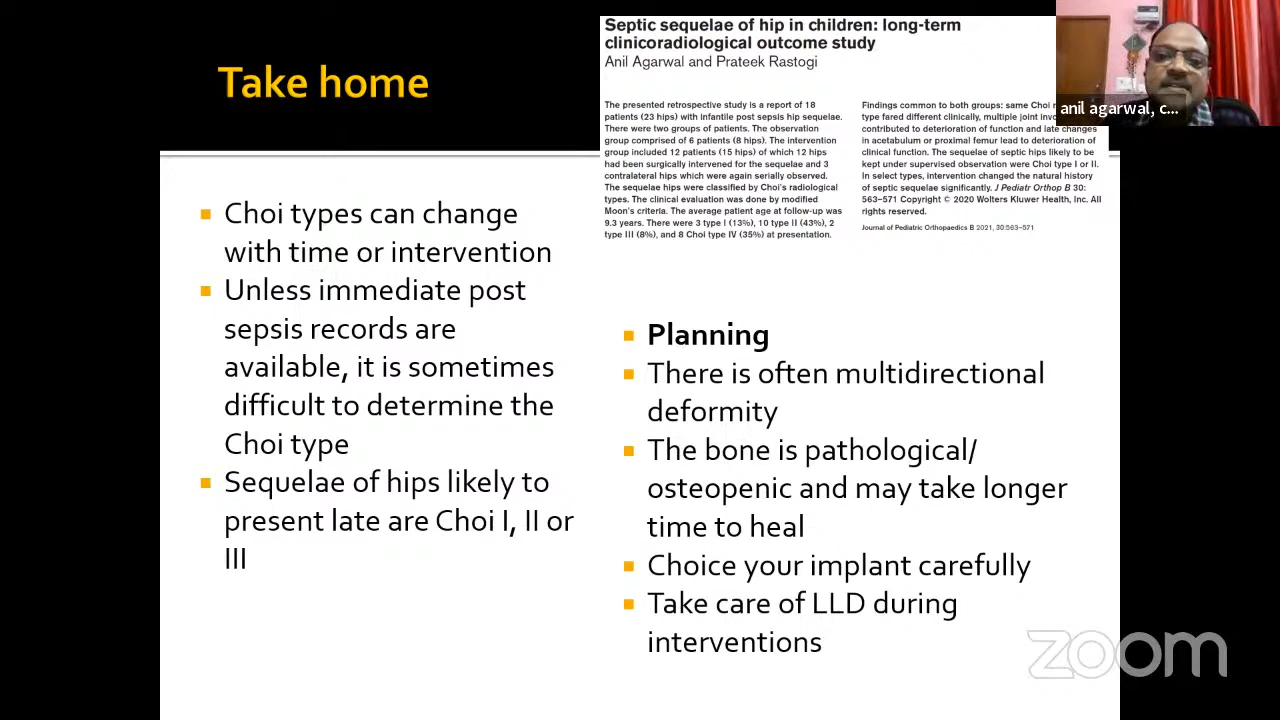 Take home
Septic sequelae of hip in children: long-term
clinicoradiological outcome study
Anil Agarwal and Prateek Rastogi
The presented retrospective study is a report of 18
patients (23 hips) with infantile post sepsis hip sequelae.
There were two groups of patients. The observation
group comprised of 6 patients (8 hips). The intervention
group included 12 patients (15 hips) of which 12 hips
had been surgically intervened for the sequelae and 3
contralateral hips which were again serially observed.
The sequelae hips were classified by Choi's radiological
types. The clinical evaluation was done by modified
Moon's criteria. The average patient age at follow-up was
9.3 years. There were 3 type I (13%), 10 type II (43%), 2
type III (8%), and 8 Choi type IV (35%) at presentation.
Findings common to both groups: same Choi
type fared different clinically, multiple joint
contributed to deterioration of function and late changes
in acetabulum or proximal femur lead to deterioration of
clinical function. The sequelae of septic hips likely to be
kept under supervised observation were Choi type I or II.
In select types, intervention changed the natural history
of septic sequelae significantly. J Pediatr Orthop B 30:
563–571 Copyright © 2020 Wolters Kluwer Health, Inc. All
rights reserved.
Journal of Pediatric Orthopaedics B 2021, 30:563–571
anil agarwal, c...
Choi types can change
with time or intervention
Unless immediate post
sepsis records are
available, it is sometimes
difficult to determine the
Choi type
Sequelae of hips likely to
present late are Choi I, II or
III
Planning
There is often multidirectional
deformity
The bone is pathological/
osteopenic and may take longer
time to heal
Choice your implant carefully
Take care of LLD during
interventions
zoom